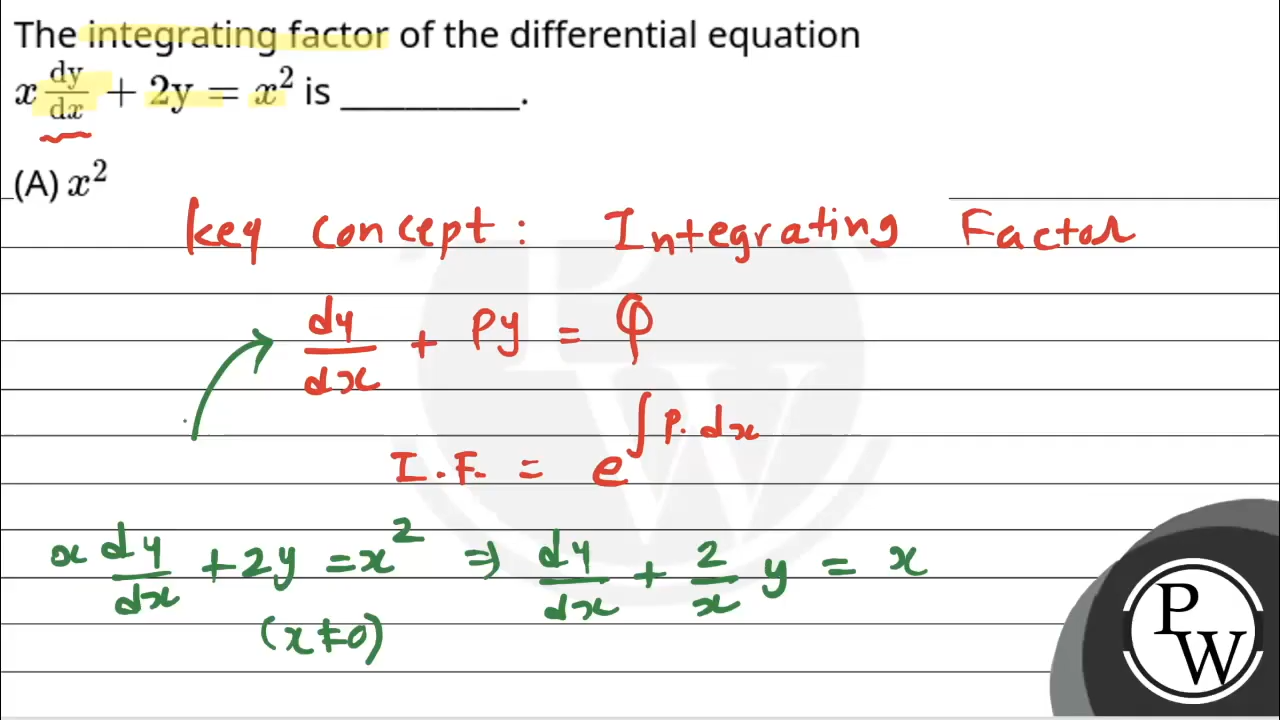 The integrating factor of the differential equation
x dy/dx + 2y = x² is __________.
(A) x²
Key concept: Integrating Factor
dy/dx + Py = Q
I.F. = e^∫P.dx
x dy/dx + 2y = x² ⇒ dy/dx + 2/x y = x
(x≠0)
PW